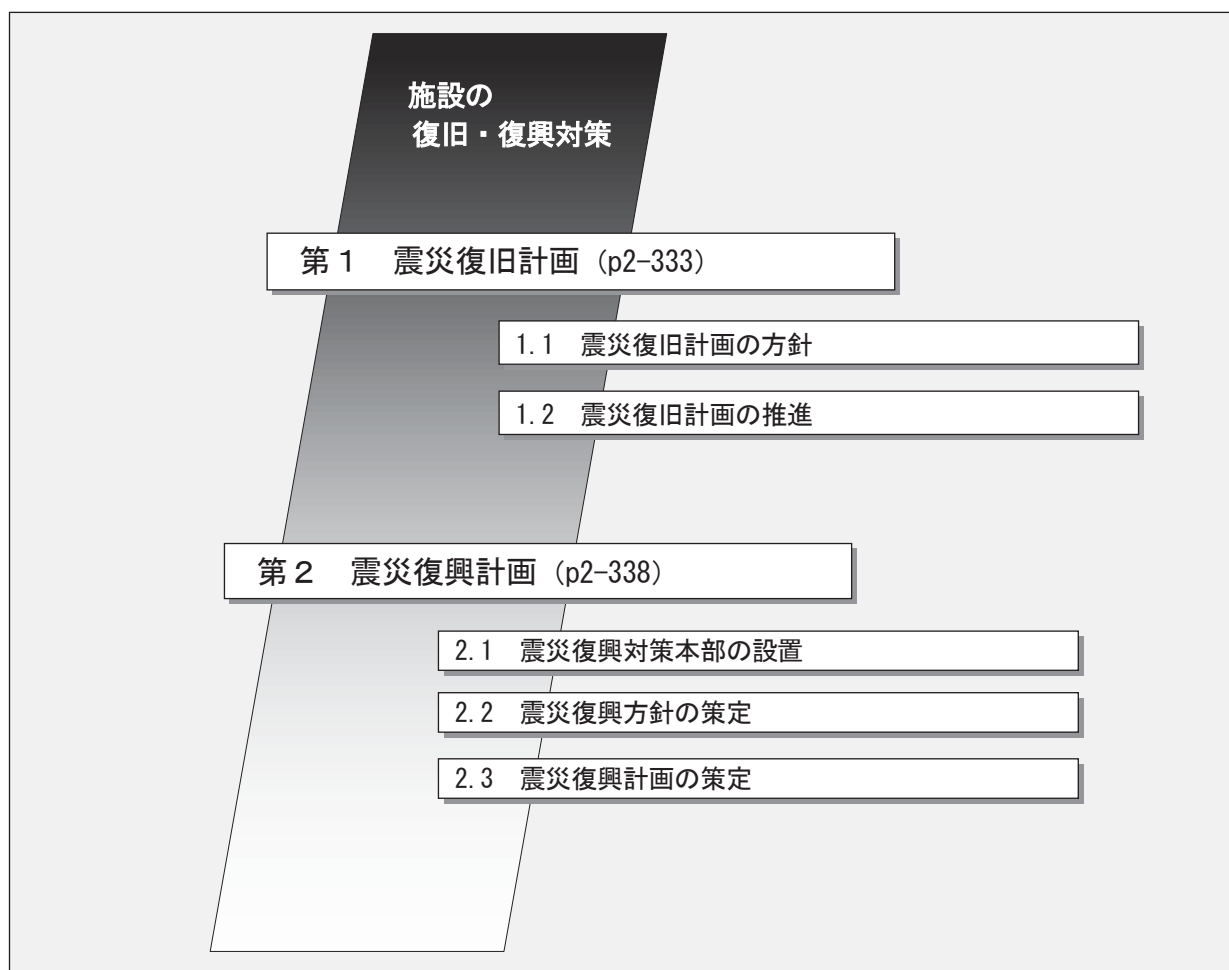 施設の
復旧・復興対策
第1　震災復旧計画（p2-333）
1.1　震災復旧計画の方針
1.2　震災復旧計画の推進
第2　震災復興計画（p2-338）
2.1　震災復興対策本部の設置
2.2　震災復興方針の策定
2.3　震災復興計画の策定